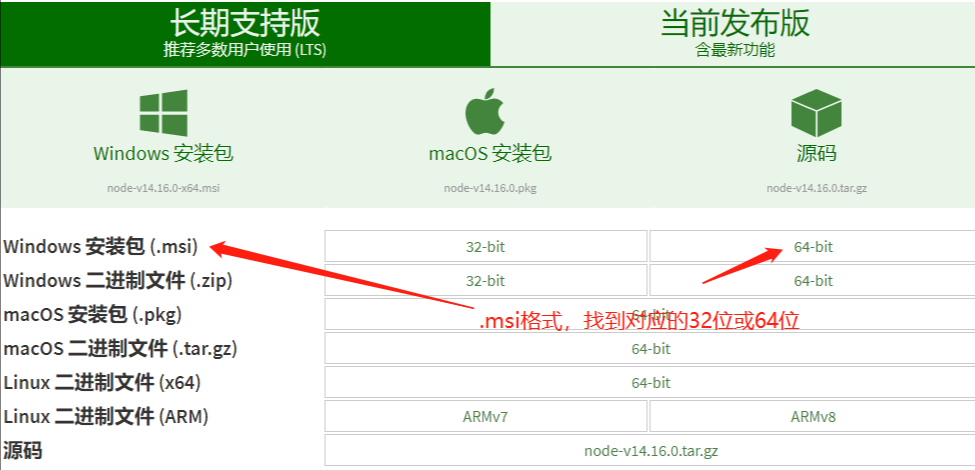 长期支持版
推荐多数用户使用 (LTS)
当前发布版
含最新功能
Windows 安装包
node-v14.16.0-x64.msi
macOS 安装包
node-v14.16.0.pkg
源码
node-v14.16.0.tar.gz
Windows 安装包 (.msi) 32-bit 64-bit
Windows 二进制文件 (.zip) 32-bit 64-bit
macOS 安装包 (.pkg) 64-bit
.msi格式，找到对应的32位或64位
macOS 二进制文件 (.tar.gz) 64-bit
Linux 二进制文件 (x64) 64-bit
Linux 二进制文件 (ARM) ARMv7 ARMv8
源码 node-v14.16.0.tar.gz